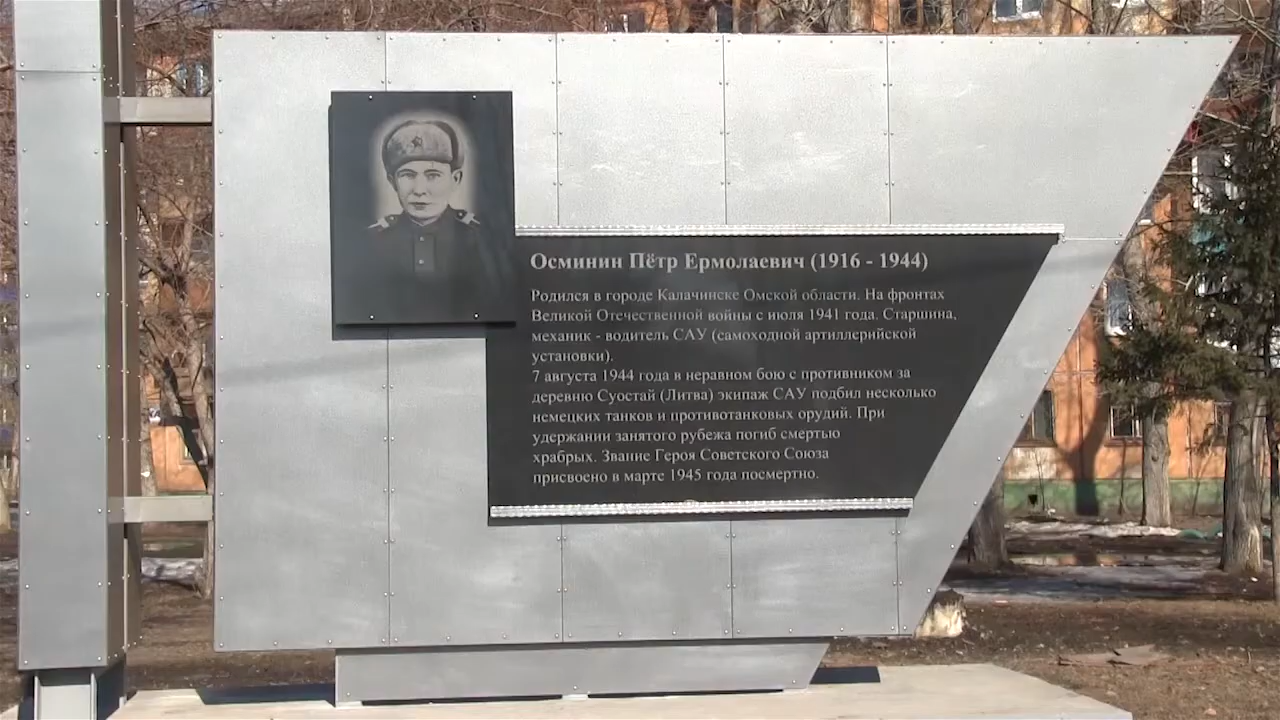 Осминин Пётр Ермолаевич (1916 - 1944)
Родился в городе Калачинске Омской области. На фронтах
Великой Отечественной войны с июля 1941 года. Старшина,
механик - водитель САУ (самоходной артиллерийской
установки).
7 августа 1944 года в неравном бою с противником за
деревню Суостай (Литва) экипаж САУ подбил несколько
немецких танков и противотанковых орудий. При
удержании занятого рубежа погиб смертью
храбрых. Звание Героя Советского Союза
присвоено в марте 1945 года посмертно.